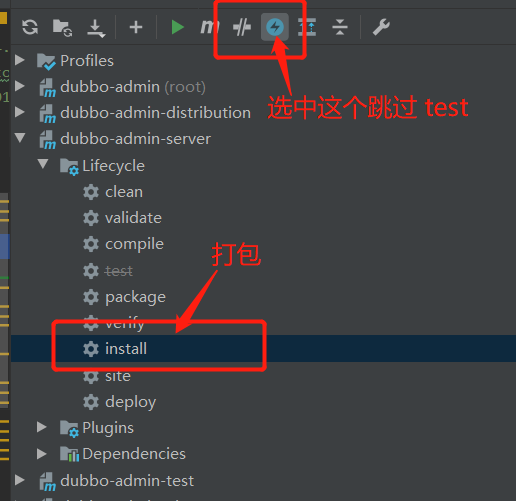 m
Profiles
选中这个跳过 test
dubbo-admin (root)
dubbo-admin-distribution
dubbo-admin-server
Lifecycle
clean
validate
compile
打包
test
package
verify
install
site
deploy
Plugins
Dependencies
dubbo-admin-test